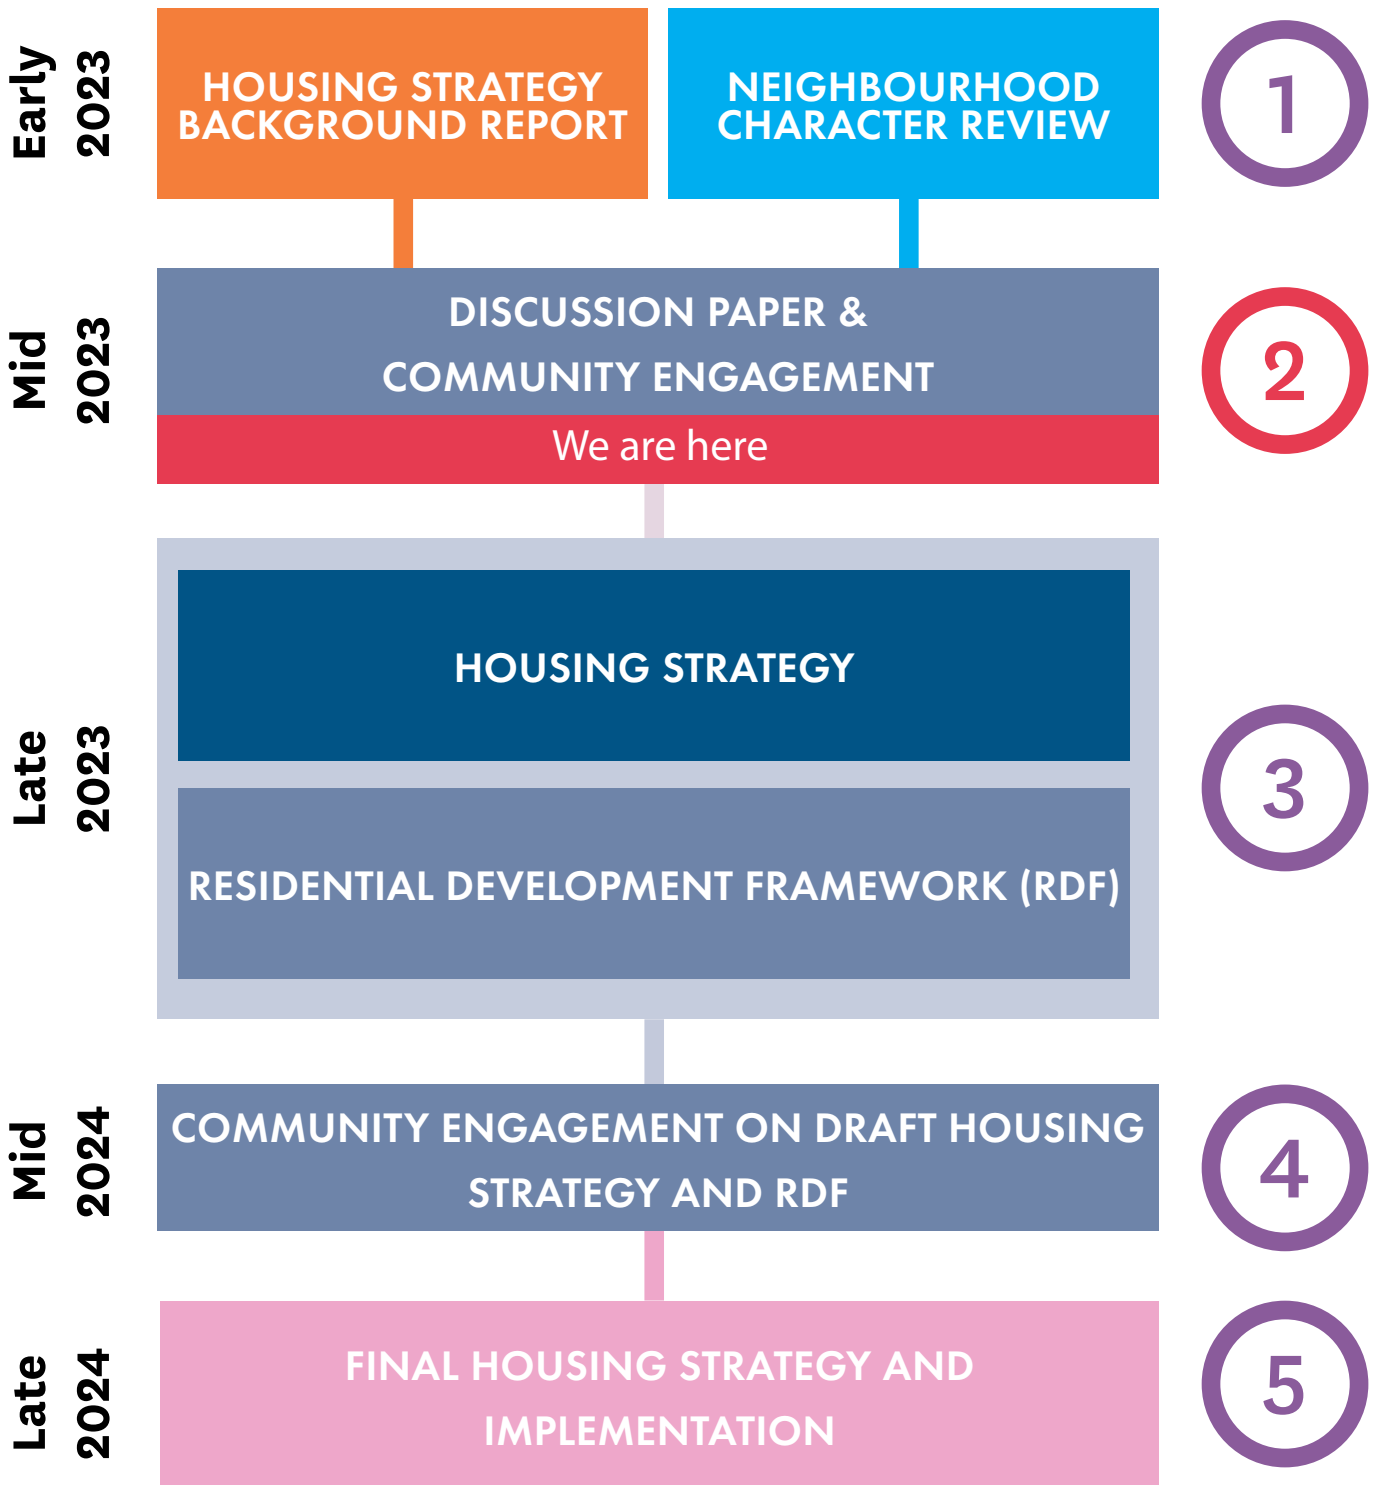 Early
2023
HOUSING STRATEGY
BACKGROUND REPORT
NEIGHBOURHOOD
CHARACTER REVIEW
1
Mid
2023
DISCUSSION PAPER &
COMMUNITY ENGAGEMENT
We are here
2
Late
2023
HOUSING STRATEGY
RESIDENTIAL DEVELOPMENT FRAMEWORK (RDF)
3
Mid
2024
COMMUNITY ENGAGEMENT ON DRAFT HOUSING
STRATEGY AND RDF
4
Late
2024
FINAL HOUSING STRATEGY AND
IMPLEMENTATION
5